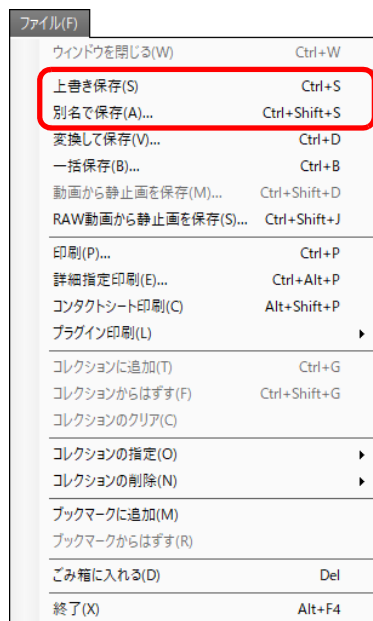 ファイル(F)
ウィンドウを閉じる(W) Ctrl+W
上書き保存(S) Ctrl+S
別名で保存(A)... Ctrl+Shift+S
変換して保存(V)... Ctrl+D
一括保存(B)... Ctrl+B
動画から静止画を保存(M)... Ctrl+Shift+D
RAW動画から静止画を保存(S)... Ctrl+Shift+J
印刷(P)... Ctrl+P
詳細指定印刷(E)... Ctrl+Alt+P
コンタクトシート印刷(C) Alt+Shift+P
プラグイン印刷(L)
コレクションに追加(T) Ctrl+G
コレクションからはずす(F) Ctrl+Shift+G
コレクションのクリア(C)
コレクションの指定(O)
コレクションの削除(N)
ブックマークに追加(M)
ブックマークからはずす(R)
ごみ箱に入れる(D) Del
終了(X) Alt+F4